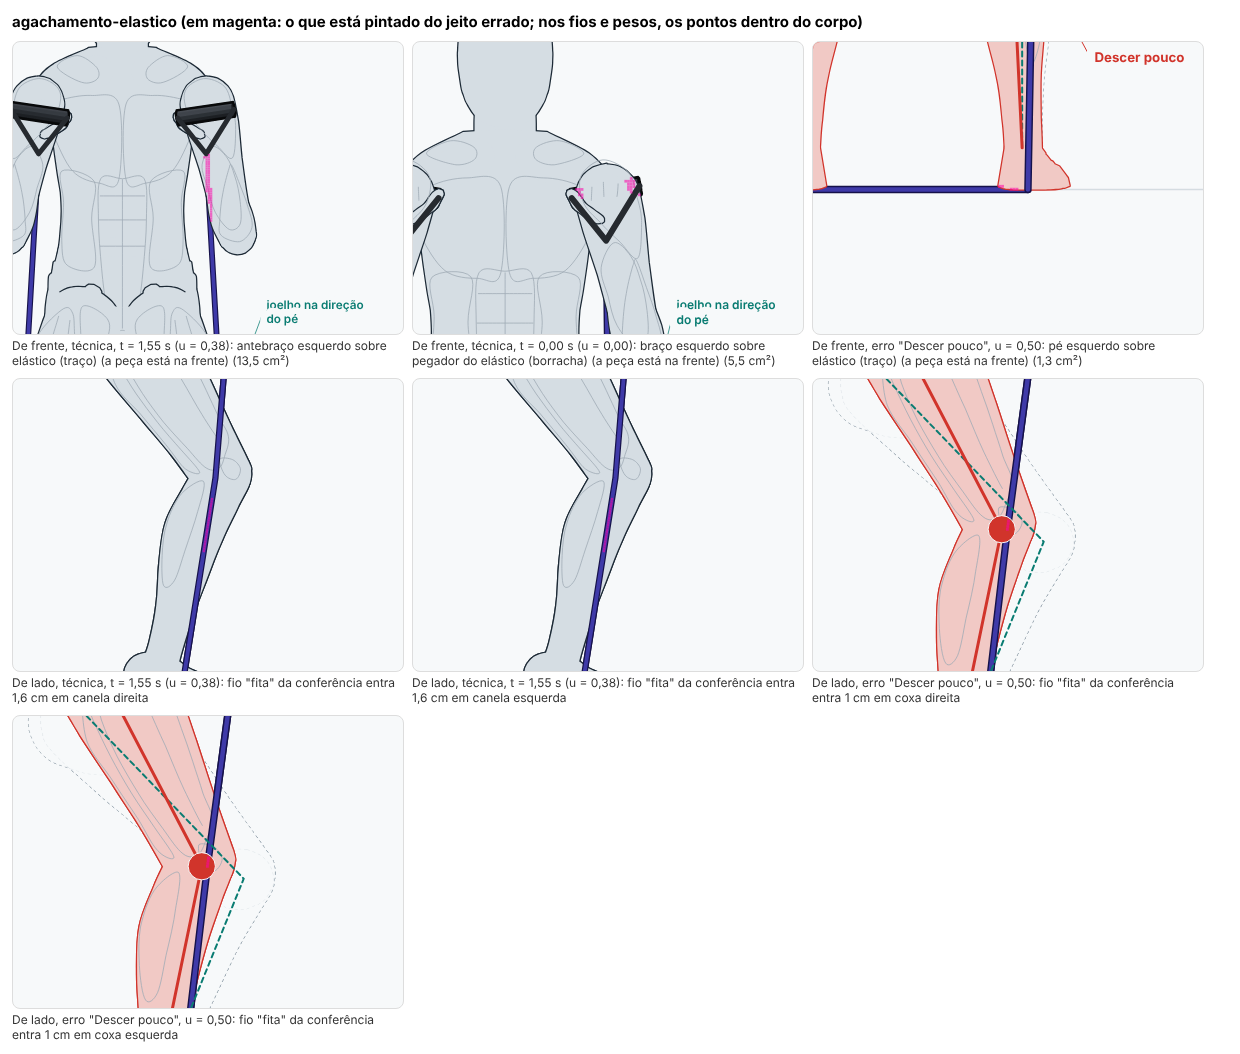 agachamento-elastico (em magenta: o que está pintado do jeito errado; nos fios e pesos, os pontos dentro do corpo)
joelho na direção
do pé
joelho na direção
do pé
Descer pouco
De frente, técnica, t = 1,55 s (u = 0,38): antebraço esquerdo sobre
elástico (traço) (a peça está na frente) (13,5 cm²)
De frente, técnica, t = 0,00 s (u = 0,00): braço esquerdo sobre
pegador do elástico (borracha) (a peça está na frente) (5,5 cm²)
De frente, erro "Descer pouco", u = 0,50: pé esquerdo sobre
elástico (traço) (a peça está na frente) (1,3 cm²)
De lado, técnica, t = 1,55 s (u = 0,38): fio "fita" da conferência entra
1,6 cm em canela direita
De lado, técnica, t = 1,55 s (u = 0,38): fio "fita" da conferência entra
1,6 cm em canela esquerda
De lado, erro "Descer pouco", u = 0,50: fio "fita" da conferência
entra 1 cm em coxa direita
De lado, erro "Descer pouco", u = 0,50: fio "fita" da conferência
entra 1 cm em coxa esquerda